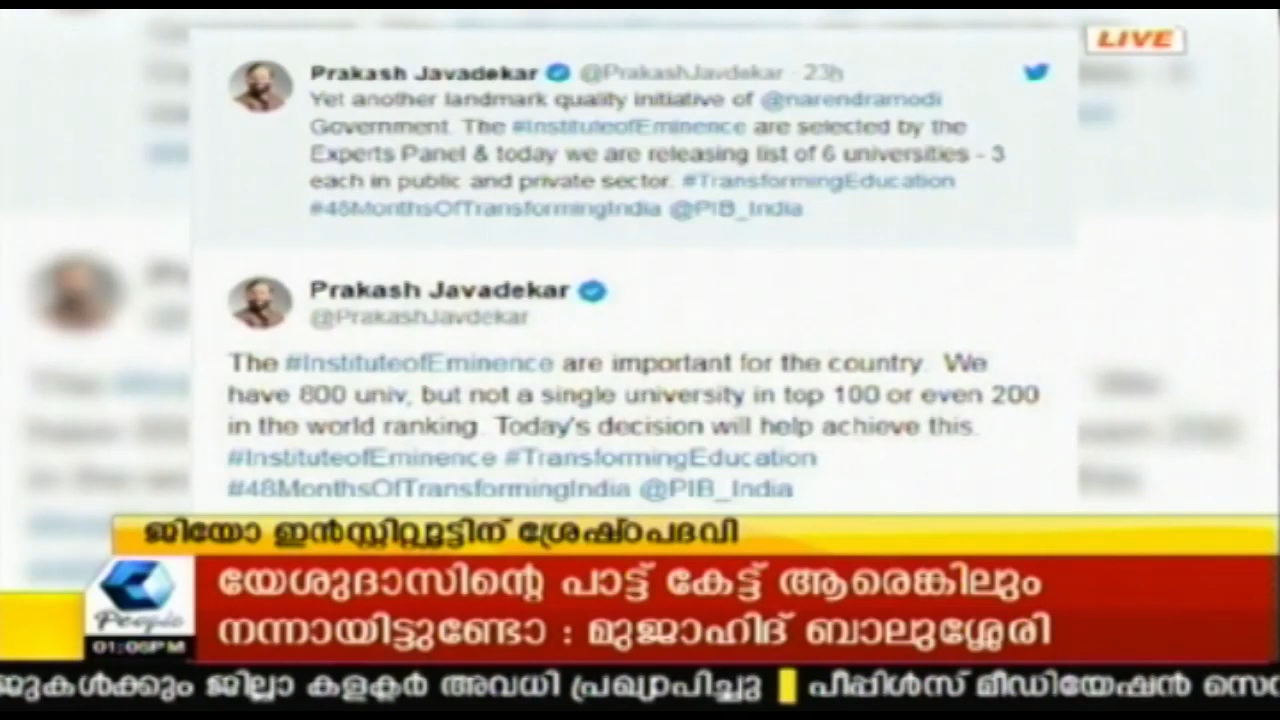 LIVE
Prakash Javadekar @PrakashJavdekar · 23h
Yet another landmark quality initiative of @narendramodi
Government. The #InstituteofEminence are selected by the
Experts Panel & today we are releasing list of 6 universities - 3
each in public and private sector. #TransformingEducation
#48MonthsOfTransformingIndia @PIB_India
Prakash Javadekar
@PrakashJavdekar
The #InstituteofEminence are important for the country. We
have 800 univ, but not a single university in top 100 or even 200
in the world ranking. Today's decision will help achieve this.
#InstituteofEminence #TransformingEducation
#48MonthsOfTransformingIndia @PIB_India
ജിയോ ഇൻസ്റ്റിറ്റ്യൂട്ടിന് ശ്രേഷ്ഠപദവി
യേശുദാസിന്റെ പാട്ട് കേട്ട് ആരെങ്കിലും
നന്നായിട്ടുണ്ടോ : മുജാഹിദ് ബാലുശ്ശേരി
People
01:06PM
ജുകൾക്കും ജില്ലാ കളക്ടർ അവധി പ്രഖ്യാപിച്ചു പീപ്പിൾസ് മീഡിയേഷൻ സെ